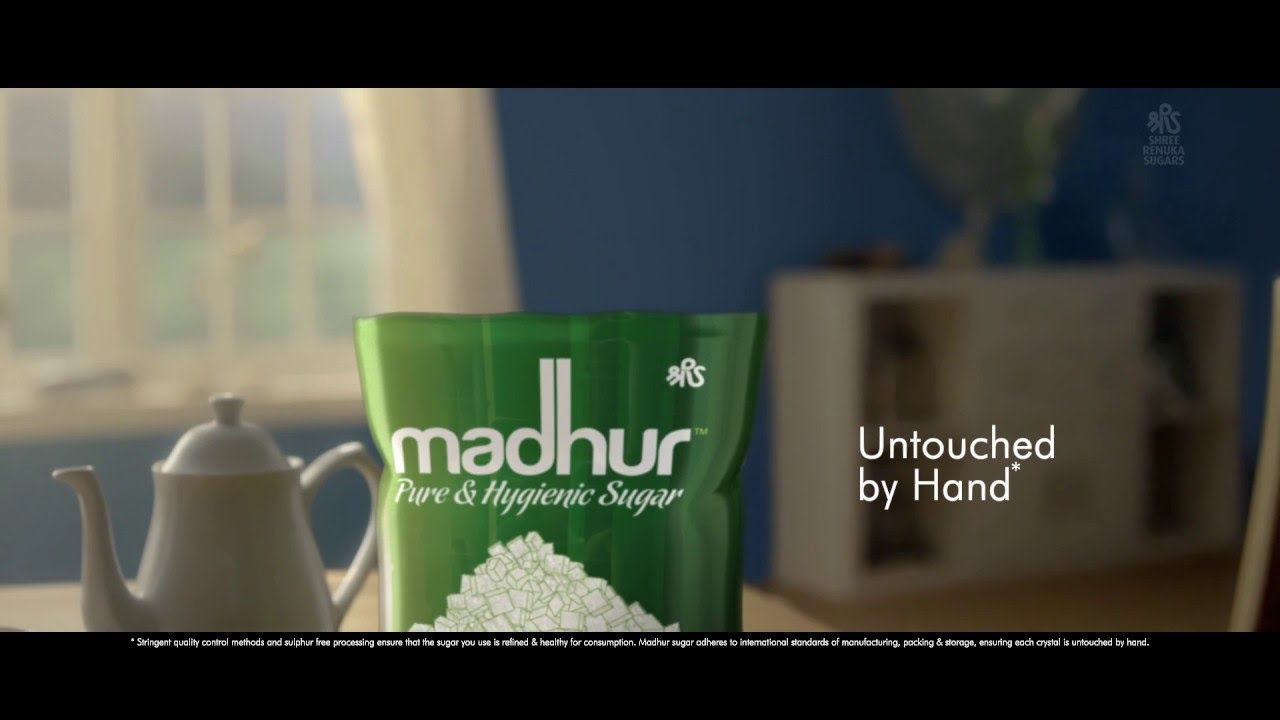 श्री
SHREE
RENUKA
SUGARS
श्री
madhur™
Pure & Hygienic Sugar
Untouched
by Hand*
* Stringent quality control methods and sulphur free processing ensure that the sugar you use is refined & healthy for consumption. Madhur sugar adheres to international standards of manufacturing, packing & storage, ensuring each crystal is untouched by hand.